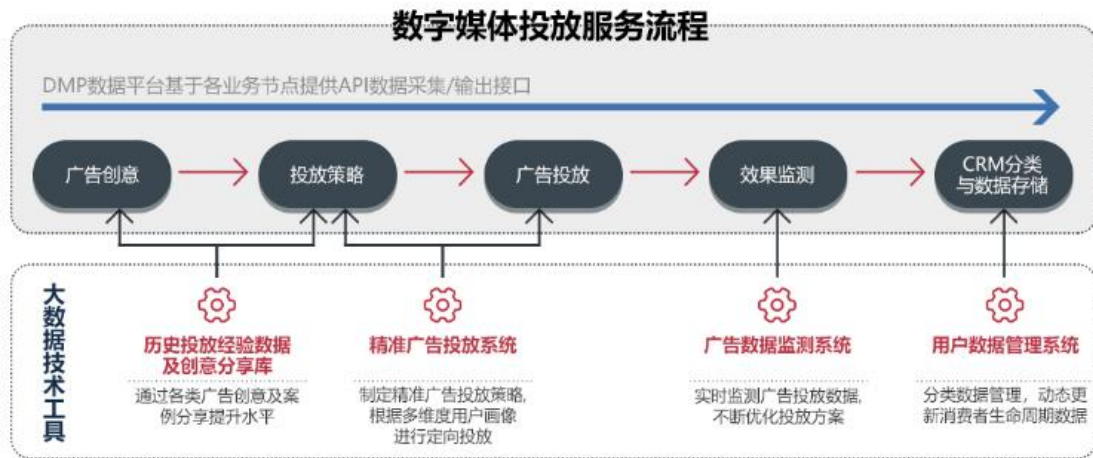 数字媒体投放服务流程
DMP数据平台基于各业务节点提供API数据采集/输出接口
广告创意
投放策略
广告投放
效果监测
CRM分类
与数据存储
大数据技术工具
历史投放经验数据
及创意分享库
通过各类广告创意及案
例分享提升水平
精准广告投放系统
制定精准广告投放策略,
根据多维度用户画像
进行定向投放
广告数据监测系统
实时监测广告投放数据,
不断优化投放方案
用户数据管理系统
分类数据管理，动态更
新消费者生命周期数据